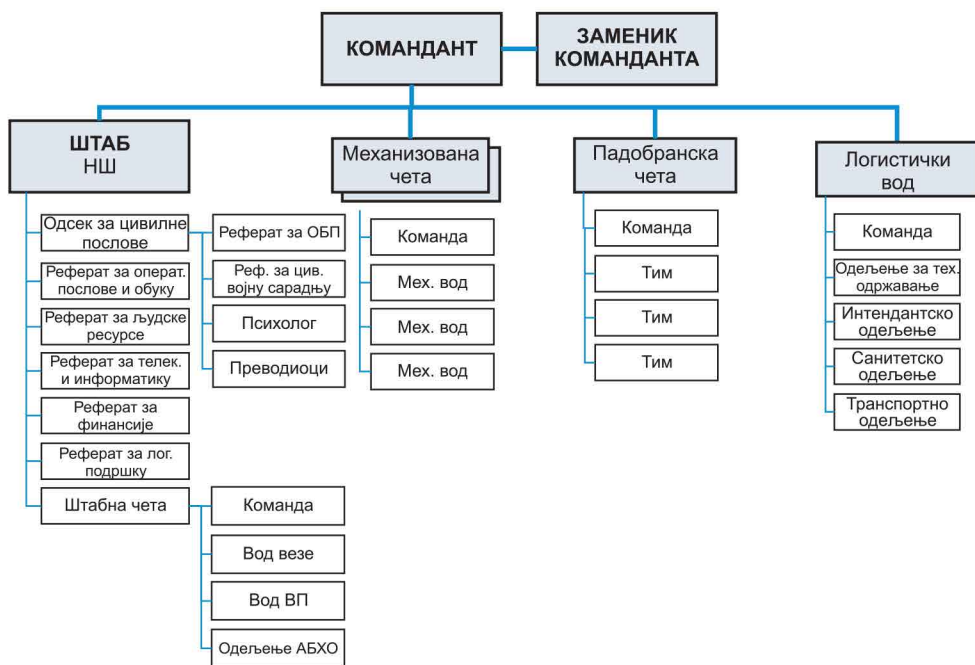 КОМАНДАНТ
ЗАМЕНИК
КОМАНДАНТА
ШТАБ
НШ
Одсек за цивилне
послове
Реферат за операт.
послове и обуку
Реферат за људске
ресурсе
Реферат за телек.
и информатику
Реферат за
финансије
Реферат за лог.
подршку
Штабна чета
Реферат за ОБП
Реф. за цив.
војну сарадњу
Психолог
Преводиоци
Команда
Вод везе
Вод ВП
Одељење АБХО
Механизована
чета
Команда
Мех. вод
Мех. вод
Мех. вод
Падобранска
чета
Команда
Тим
Тим
Тим
Логистички
вод
Команда
Одељење за тех.
одржавање
Интендантско
одељење
Санитетско
одељење
Транспортно
одељење